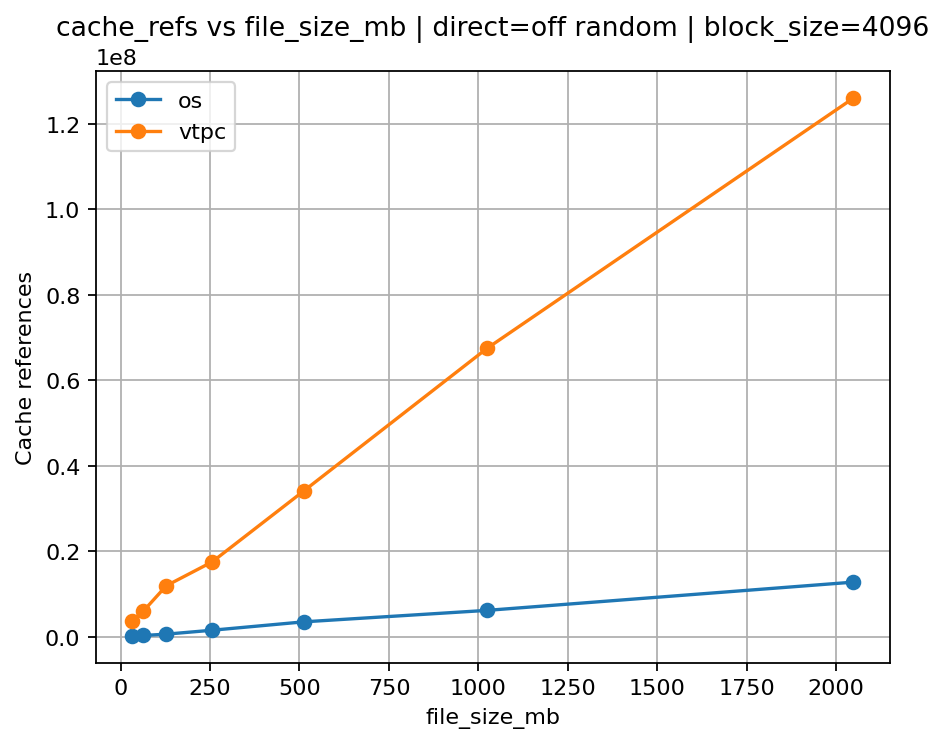 cache_refs vs file_size_mb | direct=off random | block_size=4096
1e8
os
vtpc
1.2
1.0
0.8
0.6
0.4
0.2
0.0
Cache references
0 250 500 750 1000 1250 1500 1750 2000
file_size_mb